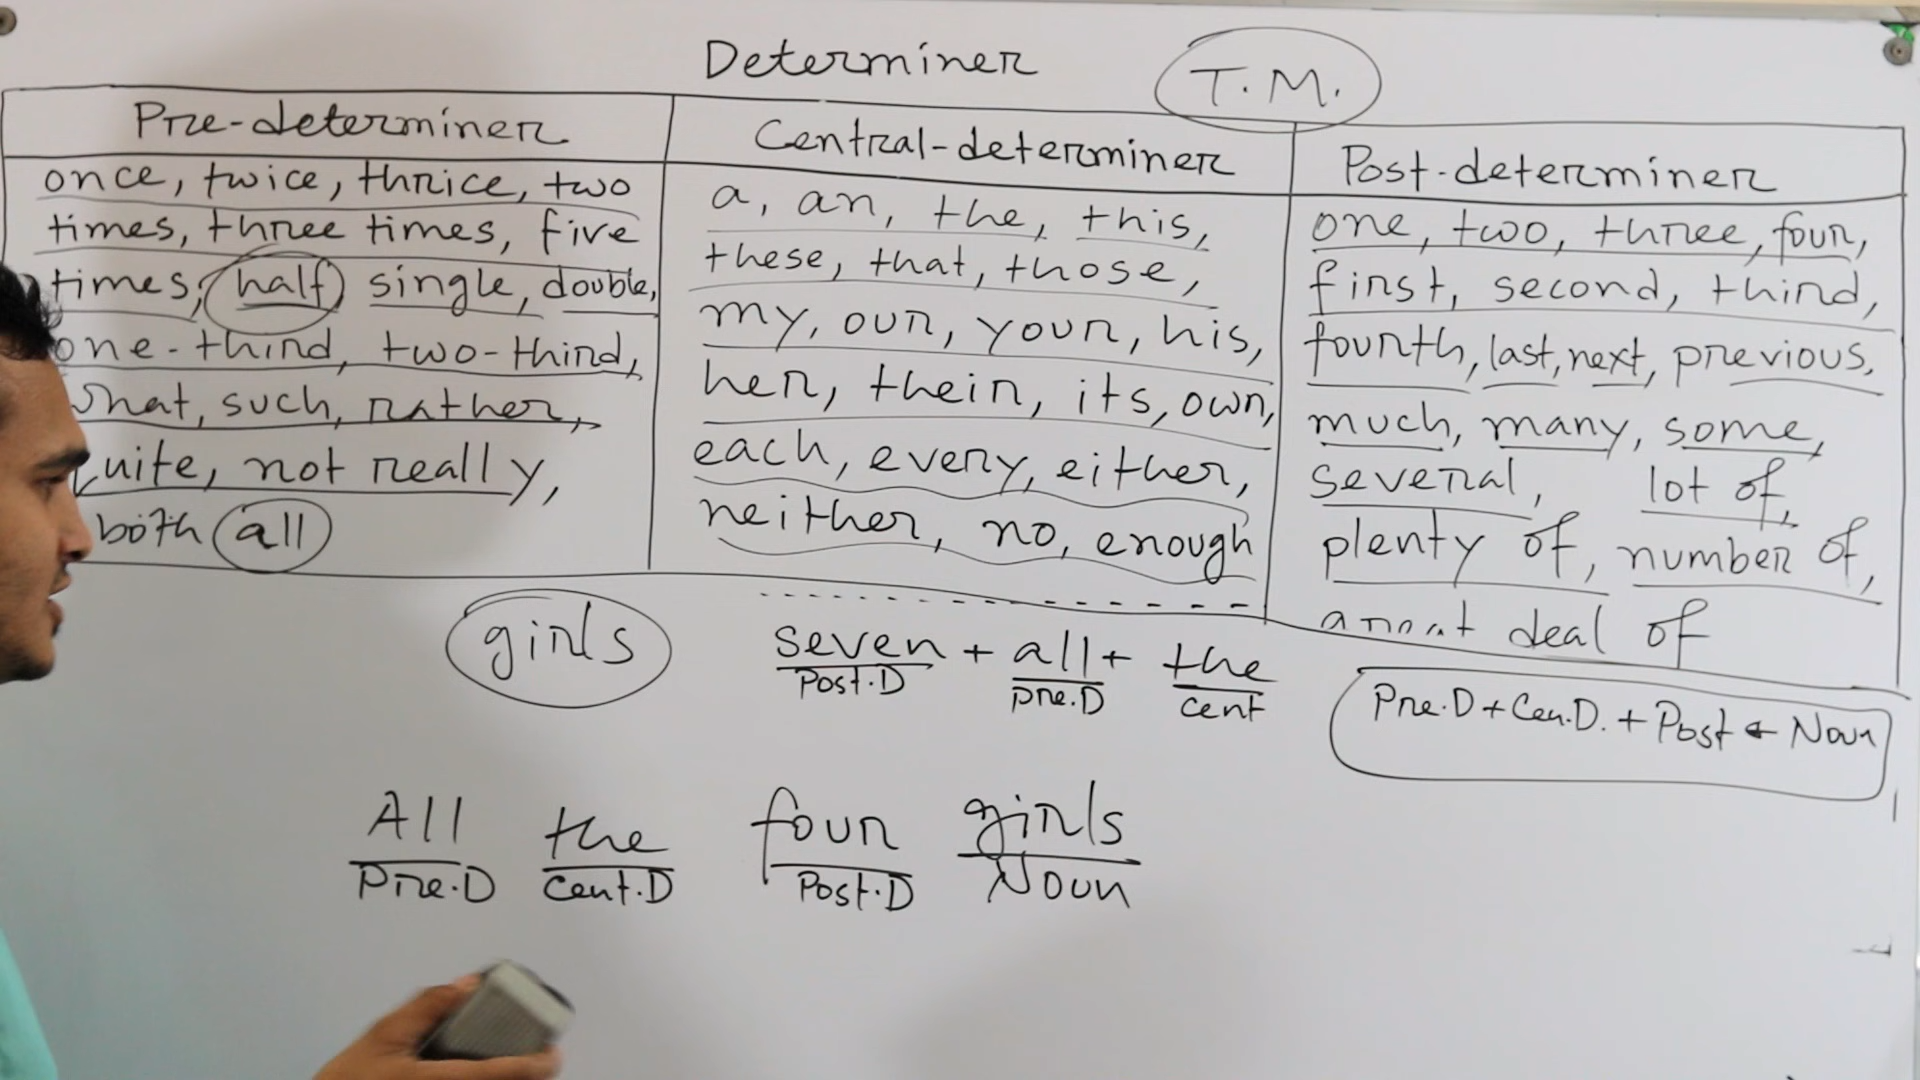 Determiner
T.M.
Pre-determiner
once, twice, thrice, two
times, three times, five
times, half single, double,
one-third, two-third,
what, such, rather,
quite, not really,
both all
Central-determiner
a, an, the, this,
these, that, those,
my, our, your, his,
her, their, its, own,
each, every, either,
neither, no, enough
Post-determiner
one, two, three, four,
first, second, third,
fourth, last, next, previous,
much, many, some,
several, lot of,
plenty of, number of,
deal of
girls
seven + all + the
Post.D pre.D cent
Pre.D + Cen.D. + Post + Noun
All the four girls
Pre.D Cent.D Post.D Noun